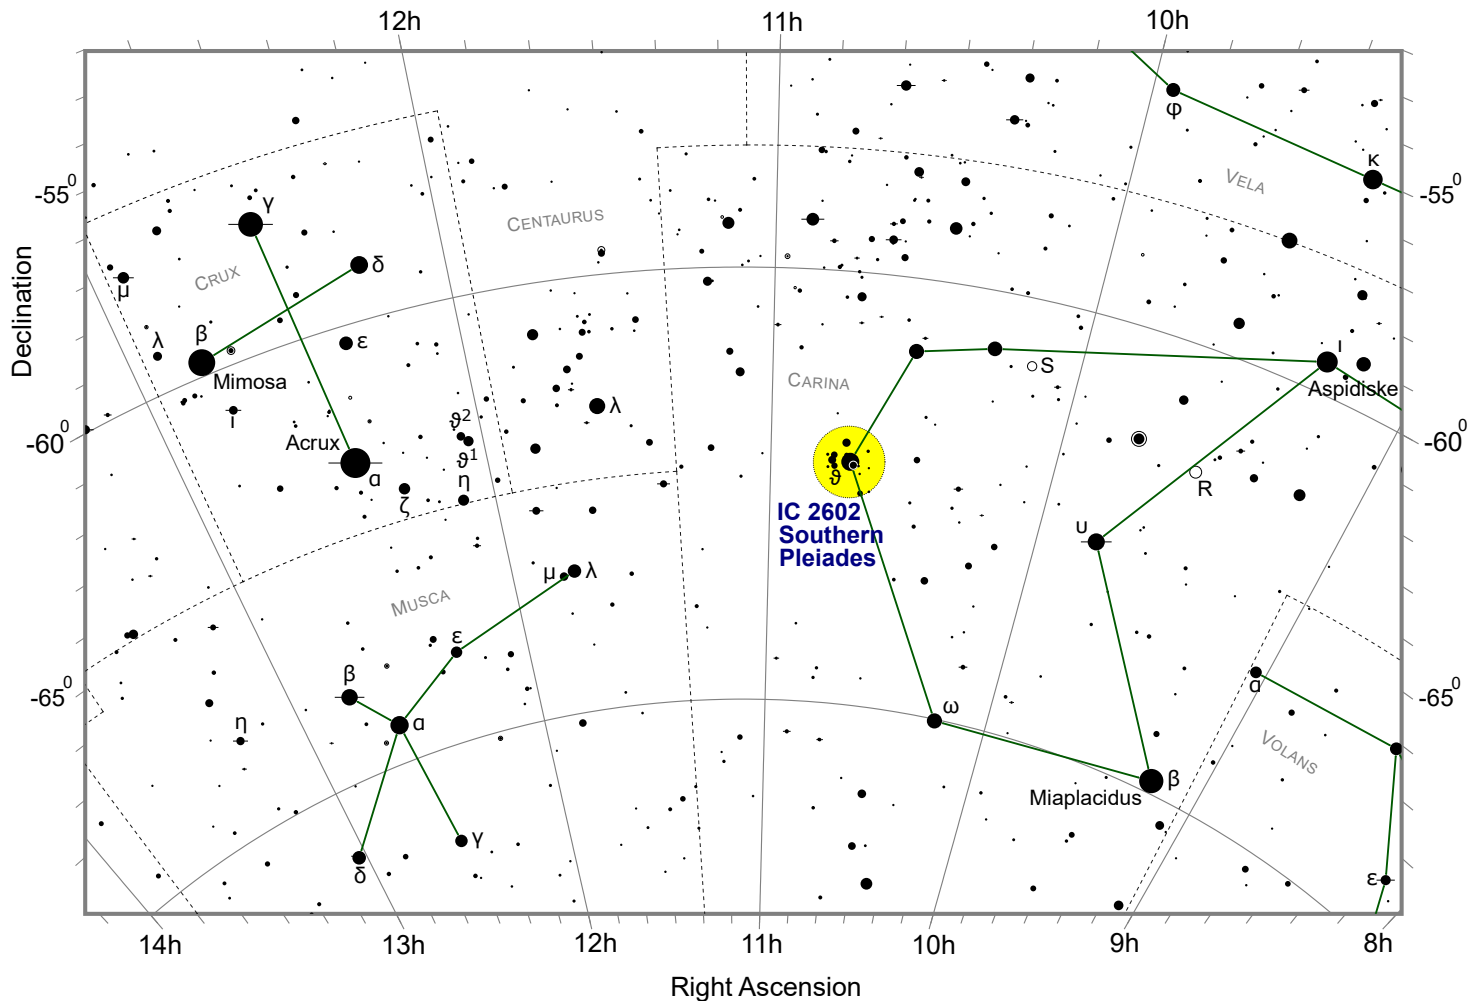 12h 11h 10h
φ
κ
-55⁰ -55⁰
VELA
γ
CENTAURUS
δ
CRUX
μ
Declination
λ β ε
ι
S
Mimosa
CARINA
Aspidiske
λ
ι
ϑ²
Acrux
ϑ¹
-60⁰ -60⁰
α
η
ϑ
R
ζ
IC 2602
Southern
Pleiades
υ
μ λ
MUSCA
ε
β
α
-65⁰ -65⁰
ω
α
η
VOLANS
β
Miaplacidus
γ
δ
ε
14h 13h 12h 11h 10h 9h 8h
Right Ascension